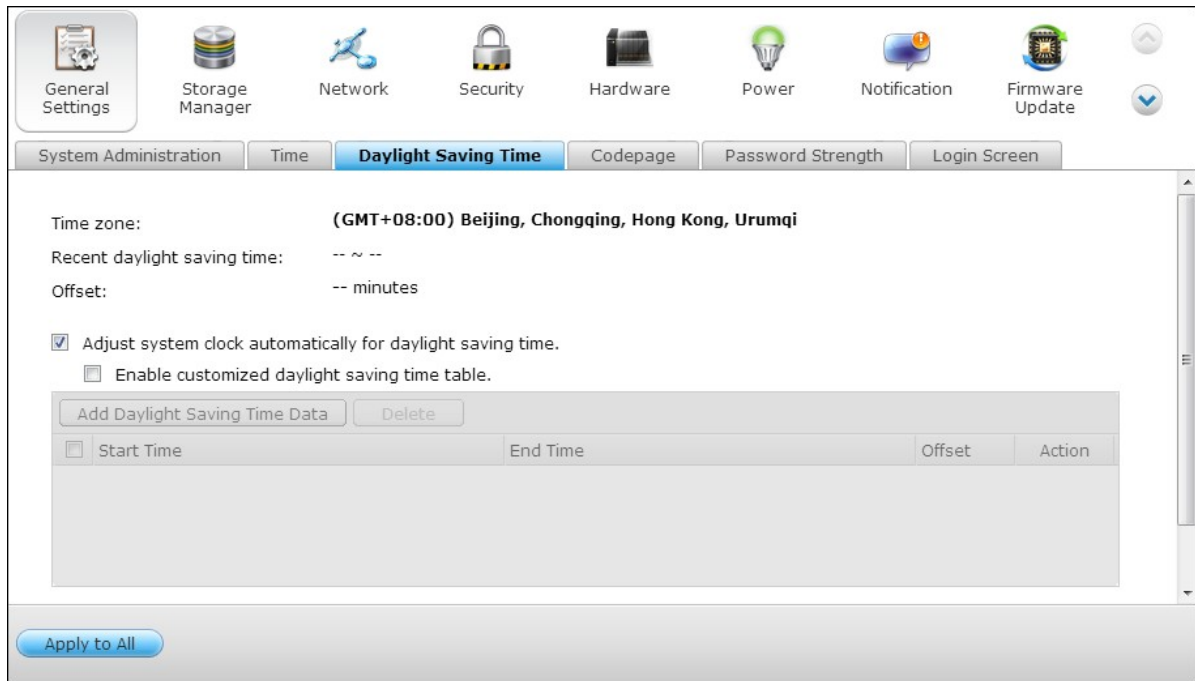 General Settings
Storage Manager
Network
Security
Hardware
Power
Notification
Firmware Update
System Administration
Time
Daylight Saving Time
Codepage
Password Strength
Login Screen
Time zone: (GMT+08:00) Beijing, Chongqing, Hong Kong, Urumqi
Recent daylight saving time: -- ~ --
Offset: -- minutes
Adjust system clock automatically for daylight saving time.
Enable customized daylight saving time table.
Add Daylight Saving Time Data Delete
Start Time End Time Offset Action
Apply to All